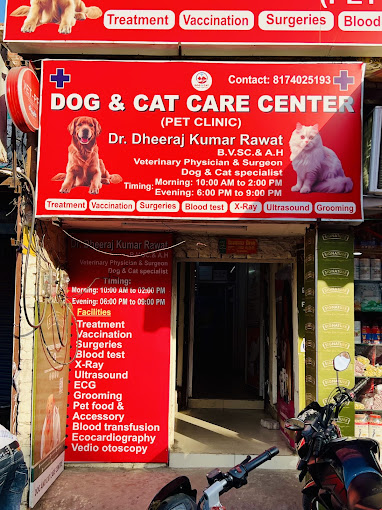 Treatment Vaccination Surgeries Blood
Contact: 8174025193
DOG & CAT CARE CENTER
(PET CLINIC)
Dr. Dheeraj Kumar Rawat
B.V.SC.& A.H
Veterinary Physician & Surgeon
Dog & Cat specialist
Timing: Morning: 10:00 AM to 2:00 PM
Evening: 6:00 PM to 9:00 PM
Treatment Vaccination Surgeries Blood test X-Ray Ultrasound Grooming
Dr. Dheeraj Kumar Rawat
B.V.SC.& A.H
Veterinary Physician & Surgeon
Dog & Cat specialist
Timing:
Morning: 10:00 AM to 02:00 PM
Evening: 06:00 PM to 09:00 PM
Facilities
Treatment
Vaccination
Surgeries
Blood test
X-Ray
Ultrasound
ECG
Grooming
Pet food &
Accessory
Blood transfusion
Ecocardiography
Vedio otoscopy